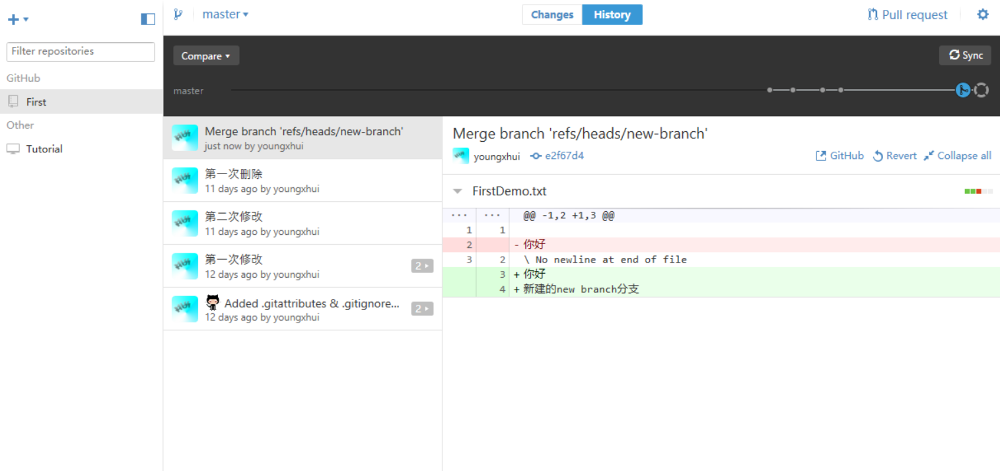 master
Changes
History
Pull request
Filter repositories
GitHub
First
Other
Tutorial
Compare
Sync
master
Merge branch 'refs/heads/new-branch'
just now by youngxhui
第一次刪除
11 days ago by youngxhui
第二次修改
11 days ago by youngxhui
第一次修改
12 days ago by youngxhui
2
Added .gitattributes & .gitignore...
12 days ago by youngxhui
2
Merge branch 'refs/heads/new-branch'
youngxhui e2f67d4
GitHub Revert Collapse all
FirstDemo.txt
... ... @@ -1,2 +1,3 @@
1 1
2 - 你好
3 2 \ No newline at end of file
3 + 你好
4 + 新建的new branch分支